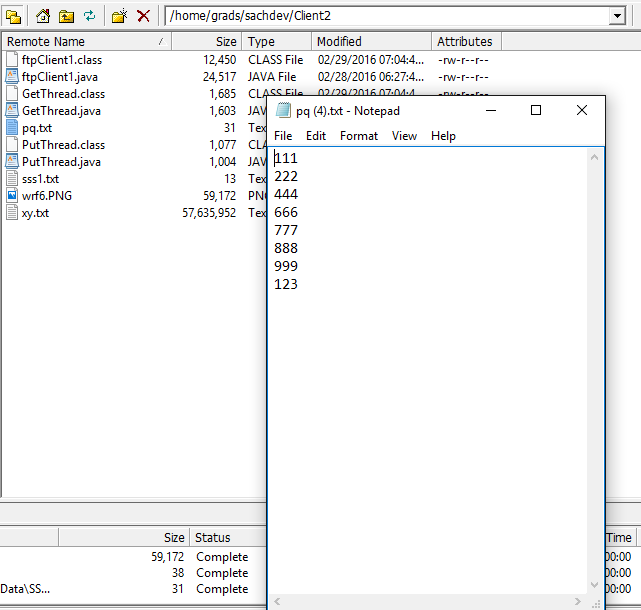 /home/grads/sachdev/Client2
Remote Name / Size Type Modified Attributes
ftpClient1.class 12,450 CLASS File 02/29/2016 07:04:4... -rw-r--r--
ftpClient1.java 24,517 JAVA File 02/28/2016 06:27:4... -rw-r--r--
GetThread.class 1,685 CLASS File 02/29/2016 07:04:4... -rw-r--r--
GetThread.java 1,603 JAV
pq.txt 31 Tex
PutThread.class 1,077 CLA
PutThread.java 1,004 JAV
sss1.txt 13 Tex
wrf6.PNG 59,172 PNG
xy.txt 57,635,952 Tex
pq (4).txt - Notepad
File Edit Format View Help
111
222
444
666
777
888
999
123
Size Status Time
59,172 Complete 00:00
38 Complete 00:00
Data\SS... 31 Complete 00:00